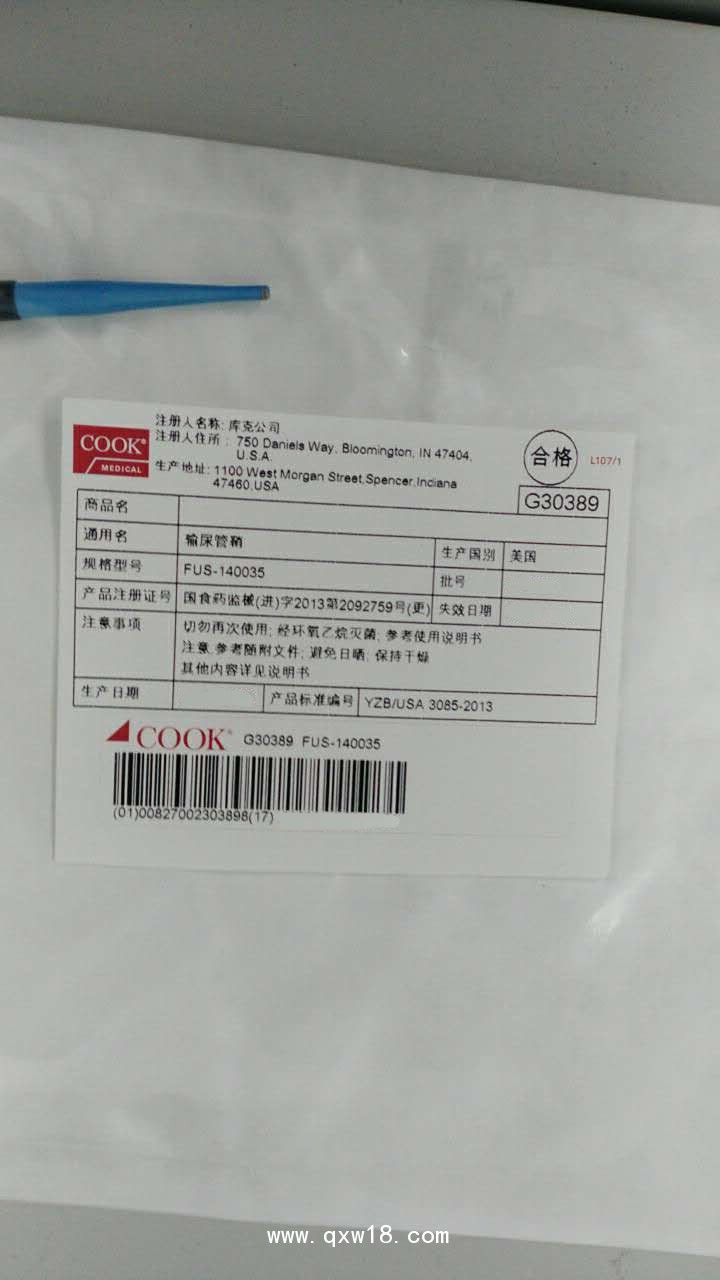 COOK®
MEDICAL
注册人名称: 库克公司
注册人住所: 750 Daniels Way, Bloomington, IN 47404,
U.S.A.
生产地址: 1100 West Morgan Street,Spencer,Indiana
47460,USA
合格
L107/1
G30389
商品名
通用名 输尿管鞘 生产国别 美国
规格型号 FUS-140035 批号
产品注册证号 国食药监械(进)字2013第2092759号(更) 失效日期
注意事项 切勿再次使用; 经环氧乙烷灭菌; 参考使用说明书
注意,参考随附文件; 避免日晒; 保持干燥
其他内容详见说明书
生产日期 产品标准编号 YZB/USA 3085-2013
COOK® G30389 FUS-140035
(01)00827002303898(17)
www.qxw18.com